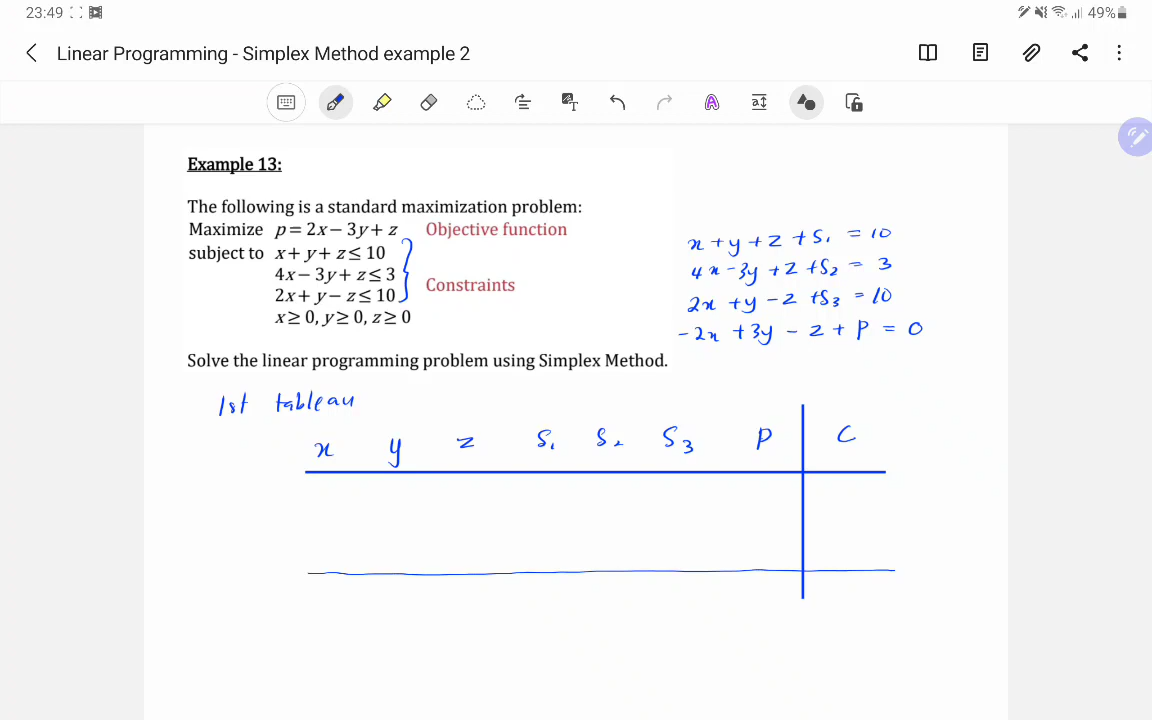 23:49 49%
Linear Programming - Simplex Method example 2
Example 13:
The following is a standard maximization problem:
Maximize p = 2x − 3y + z Objective function
subject to x + y + z ≤ 10
4x − 3y + z ≤ 3
Constraints
2x + y − z ≤ 10
x ≥ 0, y ≥ 0, z ≥ 0
x + y + z + S₁ = 10
4x - 3y + z + S₂ = 3
2x + y - z + S₃ = 10
-2x + 3y - z + P = 0
Solve the linear programming problem using Simplex Method.
1st tableau
x y z S₁ S₂ S₃ P C